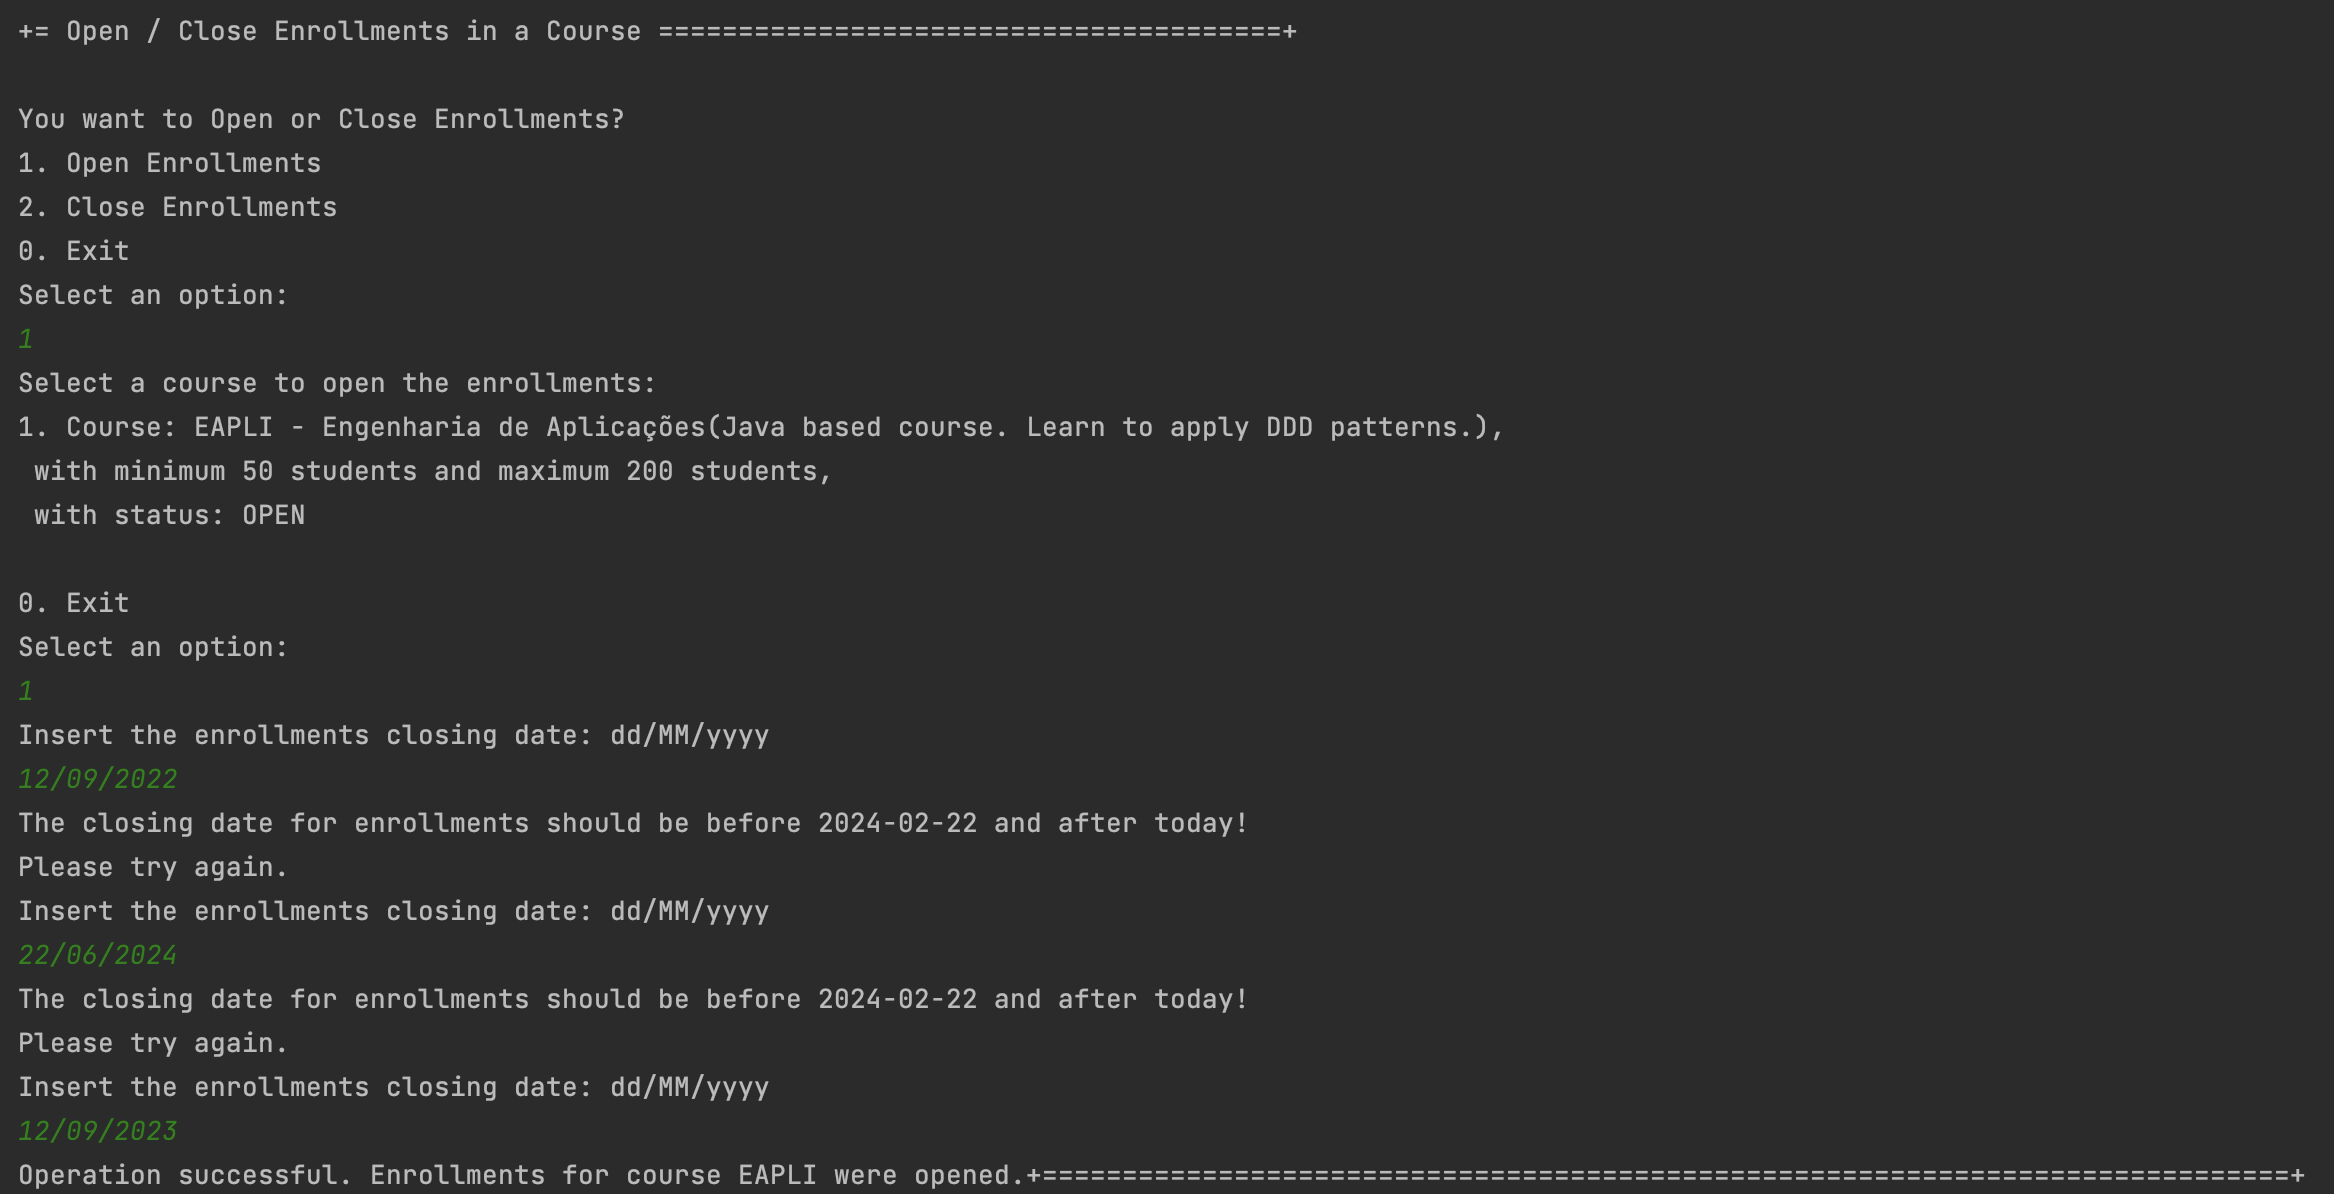 += Open / Close Enrollments in a Course =======================================+
You want to Open or Close Enrollments?
1. Open Enrollments
2. Close Enrollments
0. Exit
Select an option:
1
Select a course to open the enrollments:
1. Course: EAPLI - Engenharia de Aplicações(Java based course. Learn to apply DDD patterns.),
 with minimum 50 students and maximum 200 students,
 with status: OPEN
0. Exit
Select an option:
1
Insert the enrollments closing date: dd/MM/yyyy
12/09/2022
The closing date for enrollments should be before 2024-02-22 and after today!
Please try again.
Insert the enrollments closing date: dd/MM/yyyy
22/06/2024
The closing date for enrollments should be before 2024-02-22 and after today!
Please try again.
Insert the enrollments closing date: dd/MM/yyyy
12/09/2023
Operation successful. Enrollments for course EAPLI were opened.+==============================================================================+